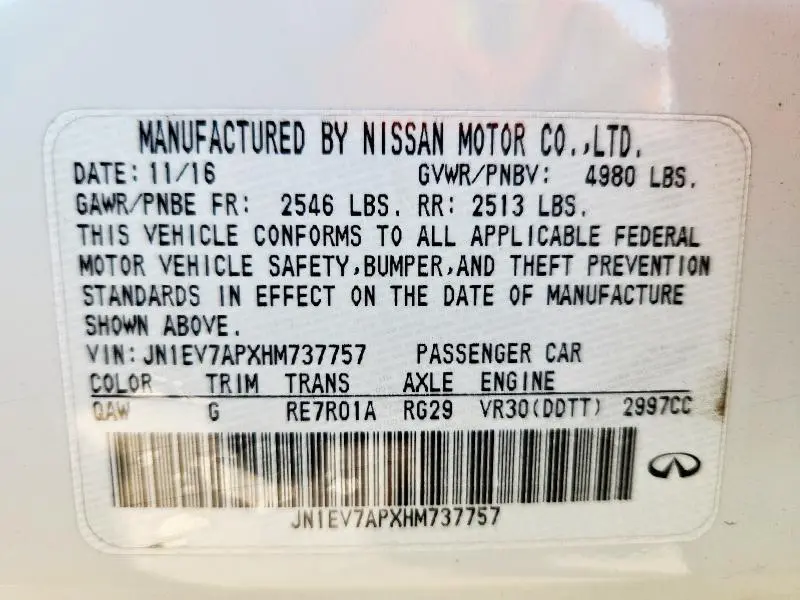 MANUFACTURED BY NISSAN MOTOR CO.,LTD.
DATE: 11/16 GVWR/PNBV: 4980 LBS.
GAWR/PNBE FR: 2546 LBS. RR: 2513 LBS.
THIS VEHICLE CONFORMS TO ALL APPLICABLE FEDERAL
MOTOR VEHICLE SAFETY,BUMPER,AND THEFT PREVENTION
STANDARDS IN EFFECT ON THE DATE OF MANUFACTURE
SHOWN ABOVE.
VIN: JN1EV7APXHM737757 PASSENGER CAR
COLOR TRIM TRANS AXLE ENGINE
QAW G RE7R01A RG29 VR30(DDTT) 2997CC
JN1EV7APXHM737757